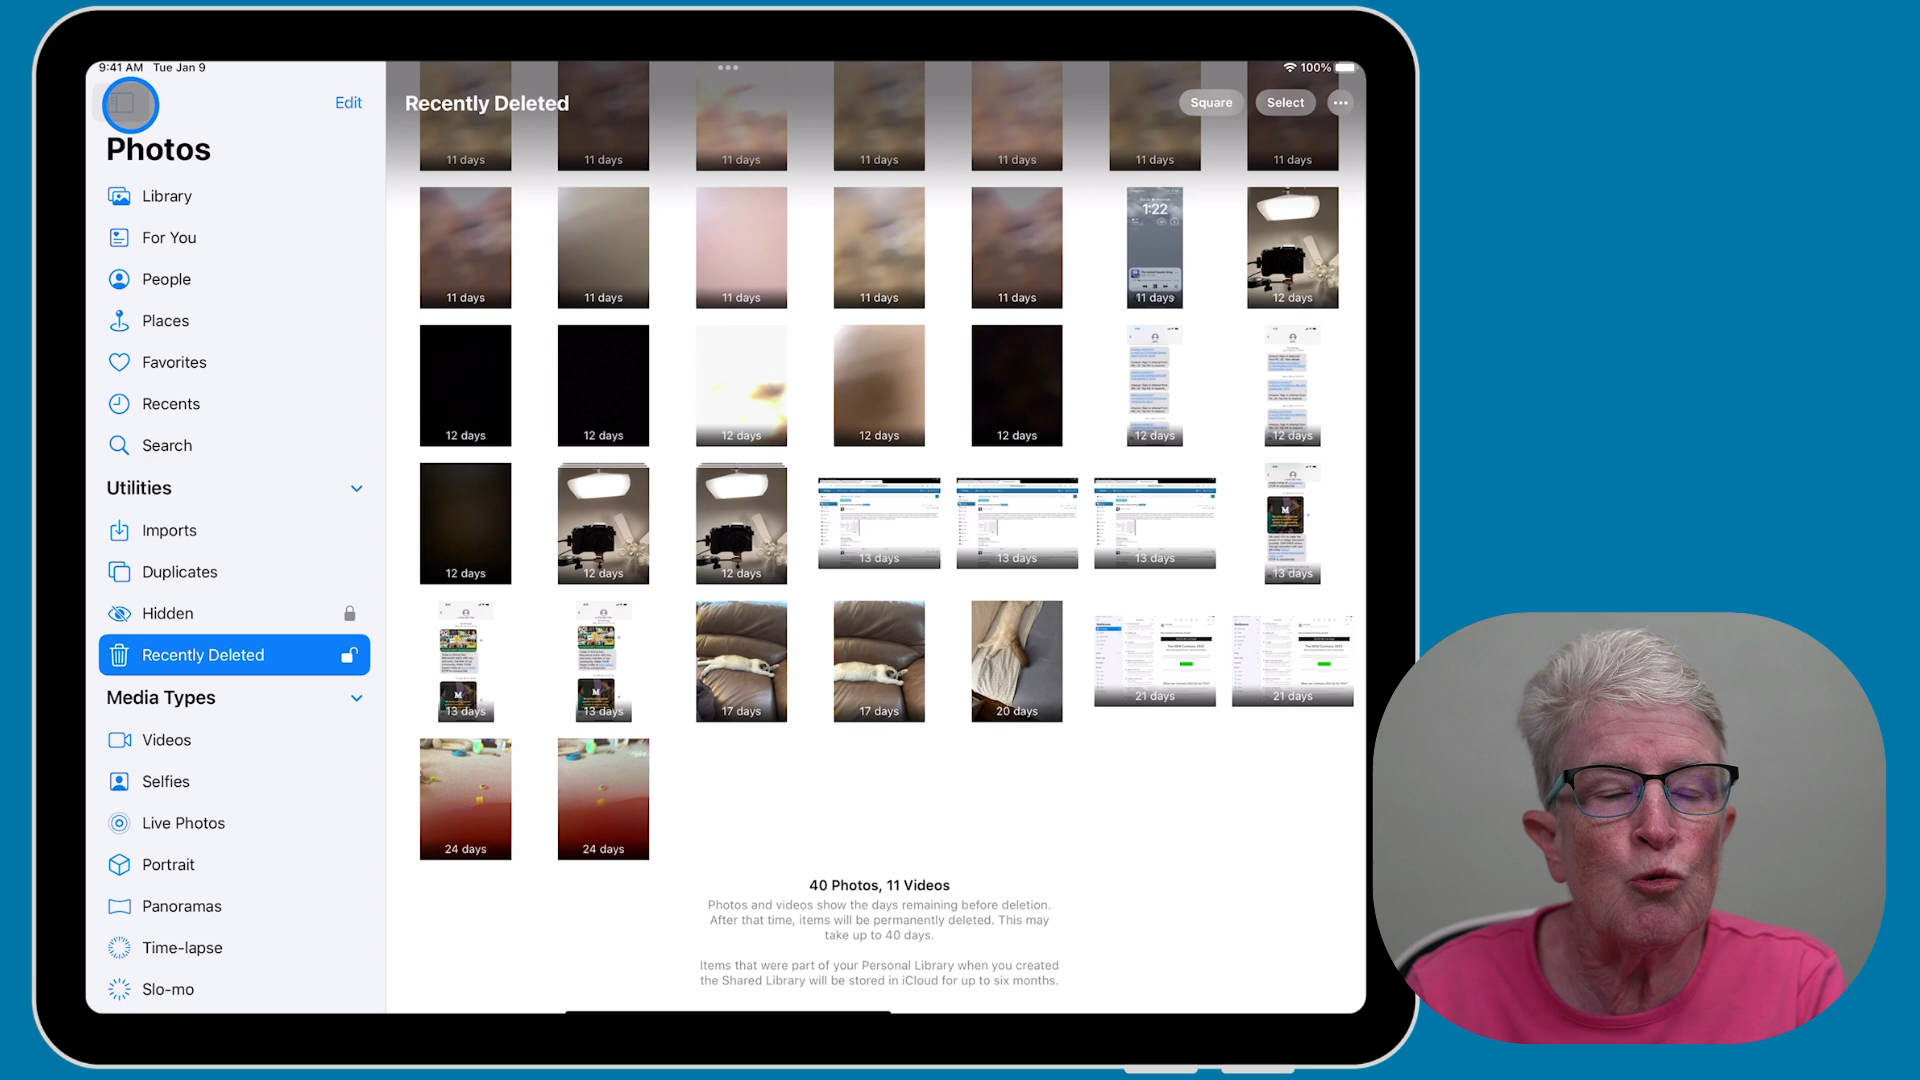 9:41 AM Tue Jan 9
100%
Edit
Photos
Library
For You
People
Places
Favorites
Recents
Search
Utilities
Imports
Duplicates
Hidden
Recently Deleted
Media Types
Videos
Selfies
Live Photos
Portrait
Panoramas
Time-lapse
Slo-mo
Recently Deleted
Square
Select
11 days
11 days
11 days
11 days
11 days
11 days
11 days
1:22
11 days
11 days
11 days
11 days
11 days
11 days
12 days
12 days
12 days
12 days
12 days
12 days
12 days
12 days
12 days
12 days
12 days
13 days
13 days
13 days
M
13 days
M
13 days
M
13 days
17 days
17 days
20 days
21 days
21 days
24 days
24 days
40 Photos, 11 Videos
Photos and videos show the days remaining before deletion.
After that time, items will be permanently deleted. This may
take up to 40 days.
Items that were part of your Personal Library when you created
the Shared Library will be stored in iCloud for up to six months.